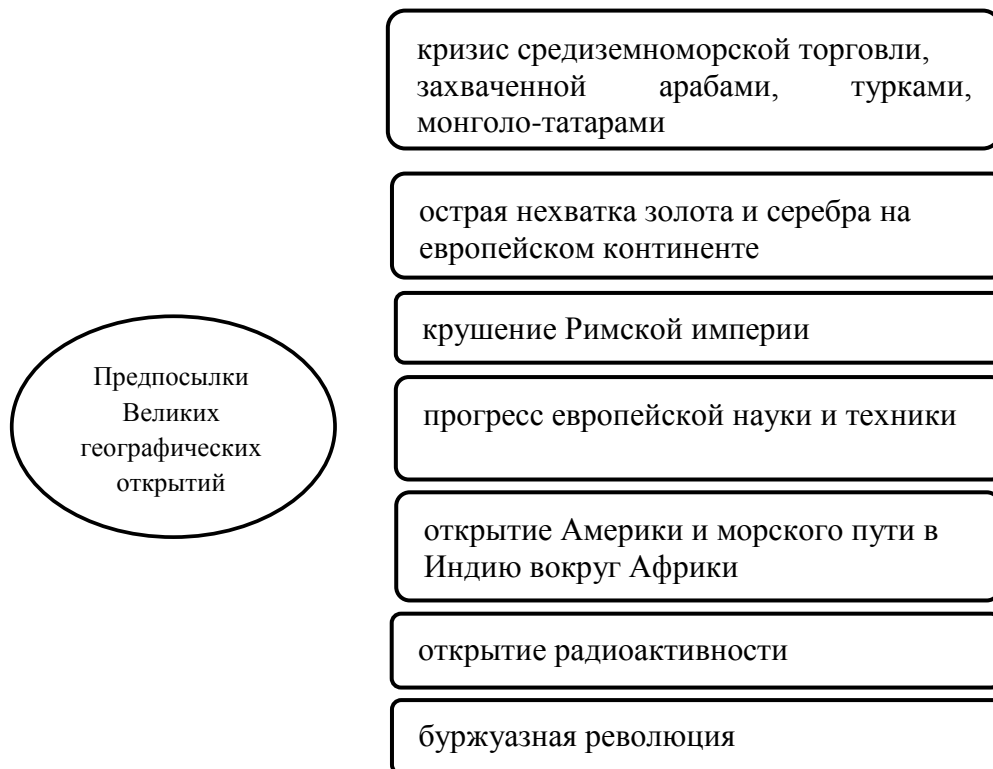 кризис средиземноморской торговли,
захваченной арабами, турками,
монголо-татарами
острая нехватка золота и серебра на
европейском континенте
крушение Римской империи
Предпосылки
Великих
географических
открытий
прогресс европейской науки и техники
открытие Америки и морского пути в
Индию вокруг Африки
открытие радиоактивности
буржуазная революция